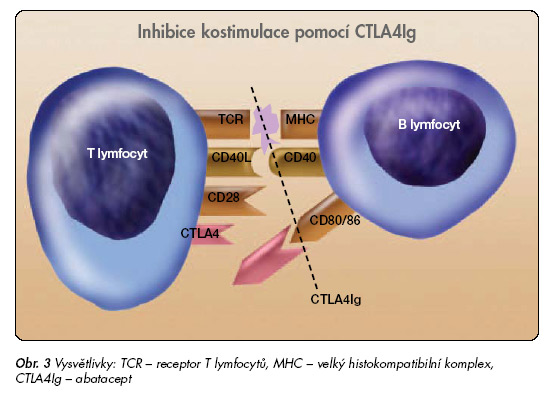 Inhibice kostimulace pomocí CTLA4Ig
TCR
MHC
T lymfocyt
B lymfocyt
CD40L
CD40
CD28
CD80/86
CTLA4
CTLA4Ig
Obr. 3 Vysvětlivky: TCR – receptor T lymfocytů, MHC – velký histokompatibilní komplex,
CTLA4Ig – abatacept